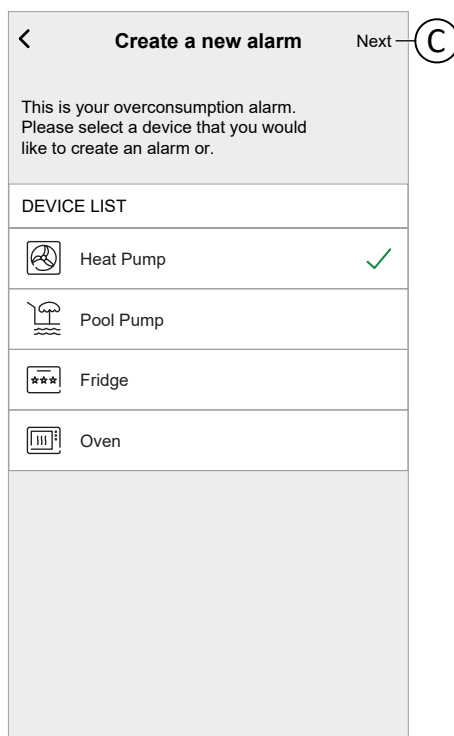 Create a new alarm
Next
C
This is your overconsumption alarm.
Please select a device that you would
like to create an alarm or.
DEVICE LIST
Heat Pump
Pool Pump
Fridge
Oven